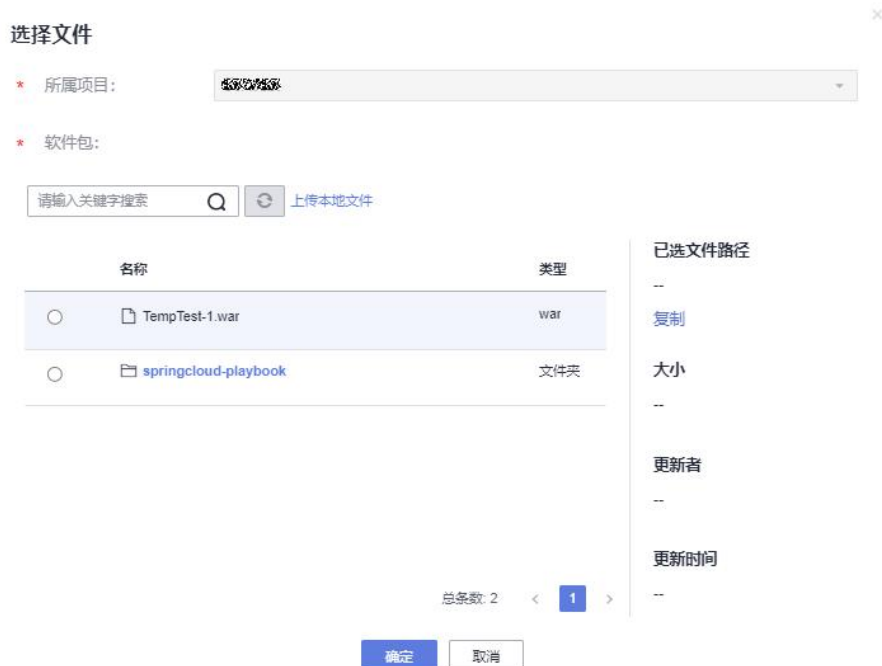 选择文件
* 所属项目:
* 软件包:
请输入关键字搜索
上传本地文件
名称 类型
TempTest-1.war war
springcloud-playbook 文件夹
已选文件路径
--
复制
大小
--
更新者
--
更新时间
--
总条数: 2 < 1 >
确定 取消